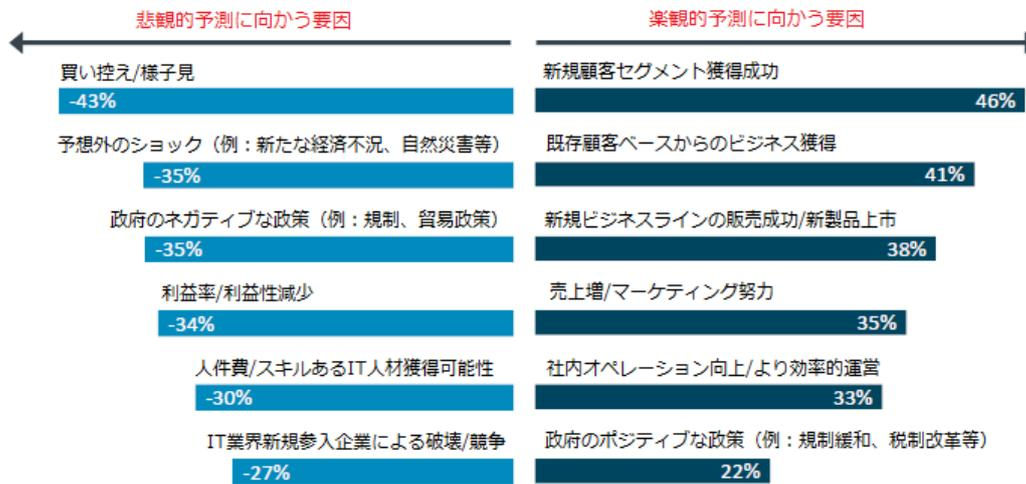 悲観的予測に向かう要因
買い控え/様子見
-43%
予想外のショック（例：新たな経済不況、自然災害等）
-35%
政府のネガティブな政策（例：規制、貿易政策）
-35%
利益率/利益性減少
-34%
人件費/スキルあるIT人材獲得可能性
-30%
IT業界新規参入企業による破壊/競争
-27%
楽観的予測に向かう要因
新規顧客セグメント獲得成功
46%
既存顧客ベースからのビジネス獲得
41%
新規ビジネスラインの販売成功/新製品上市
38%
売上増/マーケティング努力
35%
社内オペレーション向上/より効率的運営
33%
政府のポジティブな政策（例：規制緩和、税制改革等）
22%